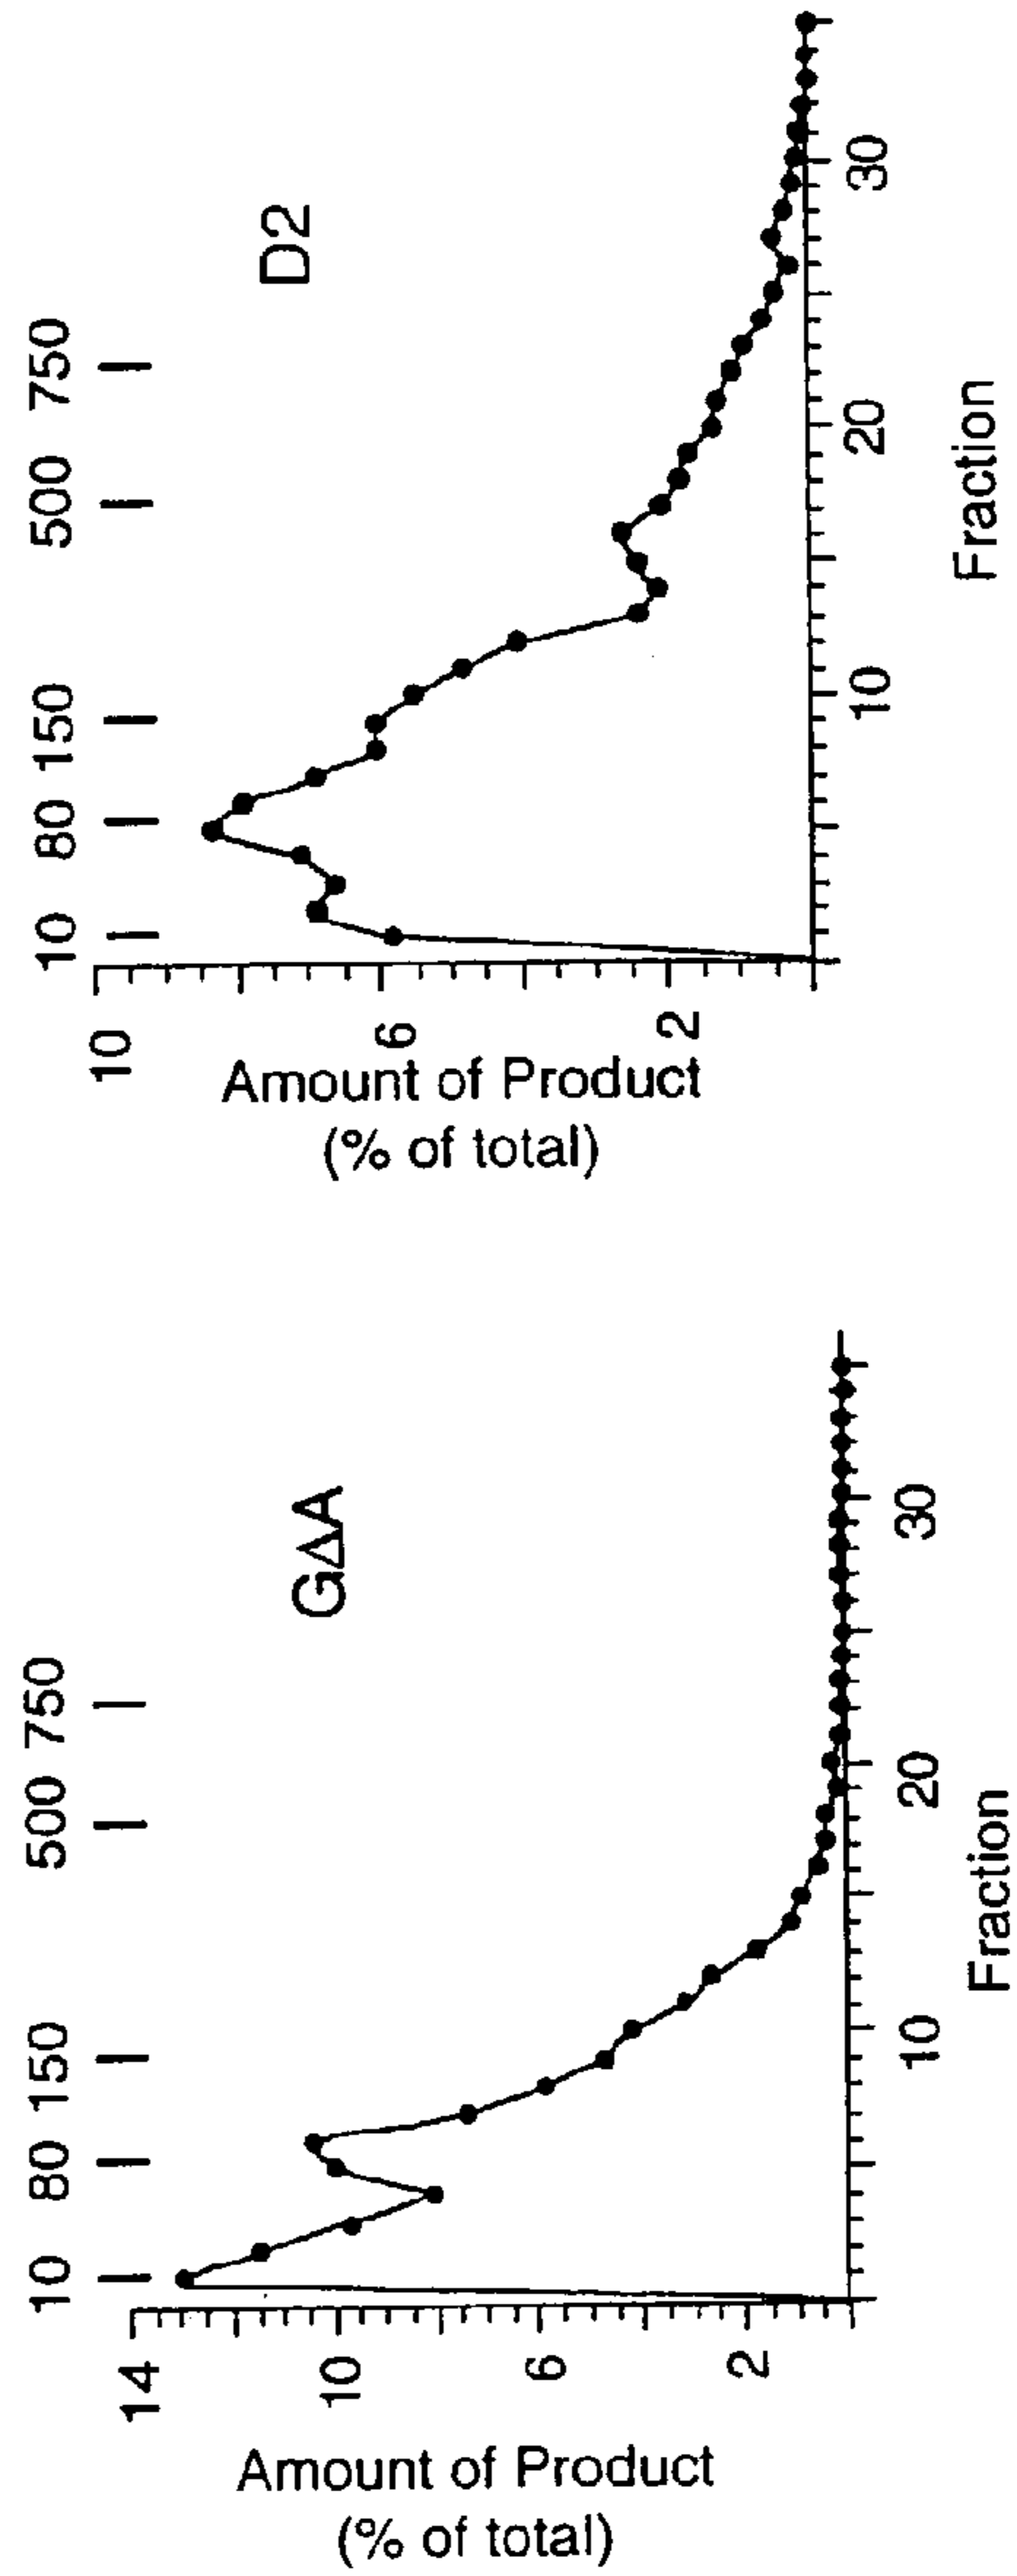 10 80 150 500 750
D2
10
6
2
Amount of Product
(% of total)
10 20 30
Fraction
10 80 150 500 750
GΔA
14
10
6
2
Amount of Product
(% of total)
10 20 30
Fraction